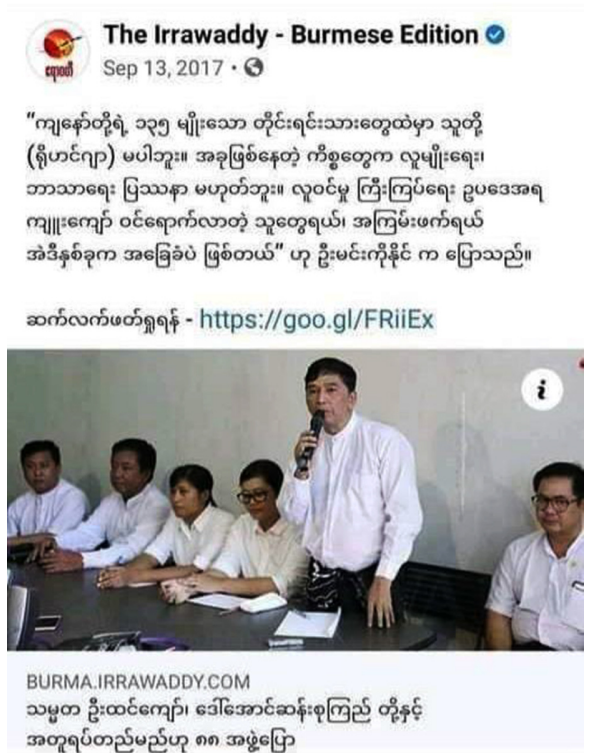 The Irrawaddy - Burmese Edition
ဧရာဝတီ
Sep 13, 2017 ·
"ကျနော်တို့ရဲ့ ၁၃၅ မျိုးသော တိုင်းရင်းသားတွေထဲမှာ သူတို့
(ရိုဟင်ဂျာ) မပါဘူး။ အခုဖြစ်နေတဲ့ ကိစ္စတွေက လူမျိုးရေး၊
ဘာသာရေး ပြဿနာ မဟုတ်ဘူး။ လူဝင်မှု ကြီးကြပ်ရေး ဥပဒေအရ
ကျူးကျော် ဝင်ရောက်လာတဲ့ သူတွေရယ်၊ အကြမ်းဖက်ရယ်
အဲဒီနှစ်ခုက အခြေခံပဲ ဖြစ်တယ်" ဟု ဦးမင်းကိုနိုင် က ပြောသည်။
ဆက်လက်ဖတ်ရှုရန် - https://goo.gl/FRiiEx
i
BURMA.IRRAWADDY.COM
သမ္မတ ဦးထင်ကျော်၊ ဒေါ်အောင်ဆန်းစုကြည် တို့နှင့်
အတူရပ်တည်မည်ဟု ၈၈ အဖွဲ့ပြော